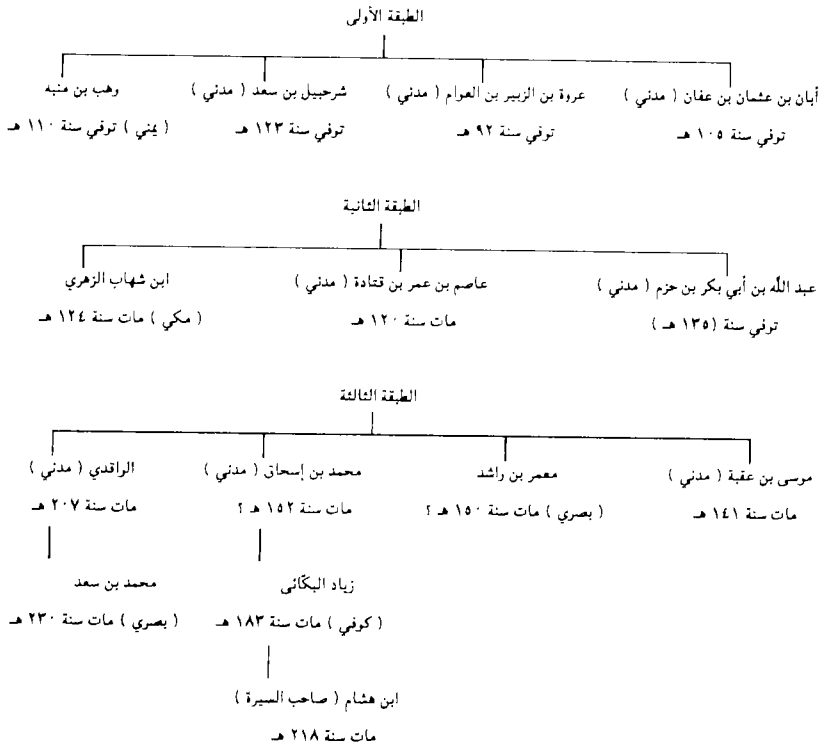 الطبقة الأولى
أبان بن عثمان بن عفان ( مدني ) عروة بن الزبير بن العوام ( مدني ) شرحبيل بن سعد ( مدني ) وهب بن منبه
توفي سنة ١٠٥ هـ توفي سنة ٩٢ هـ توفي سنة ١٢٣ هـ ( يمني ) توفي سنة ١١٠ هـ
الطبقة الثانية
عبد اللّه بن أبي بكر بن حزم ( مدني ) عاصم بن عمر بن قتادة ( مدني ) ابن شهاب الزهري
توفي سنة (١٣٥ هـ ) مات سنة ١٢٠ هـ ( مكي ) مات سنة ١٢٤ هـ
الطبقة الثالثة
موسى بن عقبة ( مدني ) معمر بن راشد محمد بن إسحاق ( مدني ) الراقدي ( مدني )
مات سنة ١٤١ هـ ( بصري ) مات سنة ١٥٠ هـ ؟ مات سنة ١٥٢ هـ ؟ مات سنة ٢٠٧ هـ
زياد البكّائى محمد بن سعد
( كوفي ) مات سنة ١٨٣ هـ ( بصري ) مات سنة ٢٣٠ هـ
ابن هشام ( صاحب السيرة )
مات سنة ٢١٨ هـ